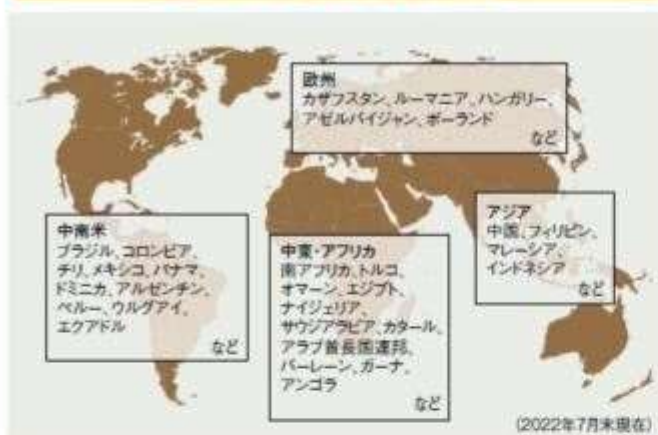 欧州
カザフスタン、ルーマニア、ハンガリー、
アゼルバイジャン、ポーランド
など
アジア
中国、フィリピン、
マレーシア、
インドネシア
など
中南米
ブラジル、コロンビア、
チリ、メキシコ、パナマ、
ドミニカ、アルゼンチン、
ペルー、ウルグアイ、
エクアドル
など
中東・アフリカ
南アフリカ、トルコ、
オマーン、エジプト、
ナイジェリア、
サウジアラビア、カタール、
アラブ首長国連邦、
バーレーン、ガーナ、
アンゴラ
など
(2022年7月末現在)